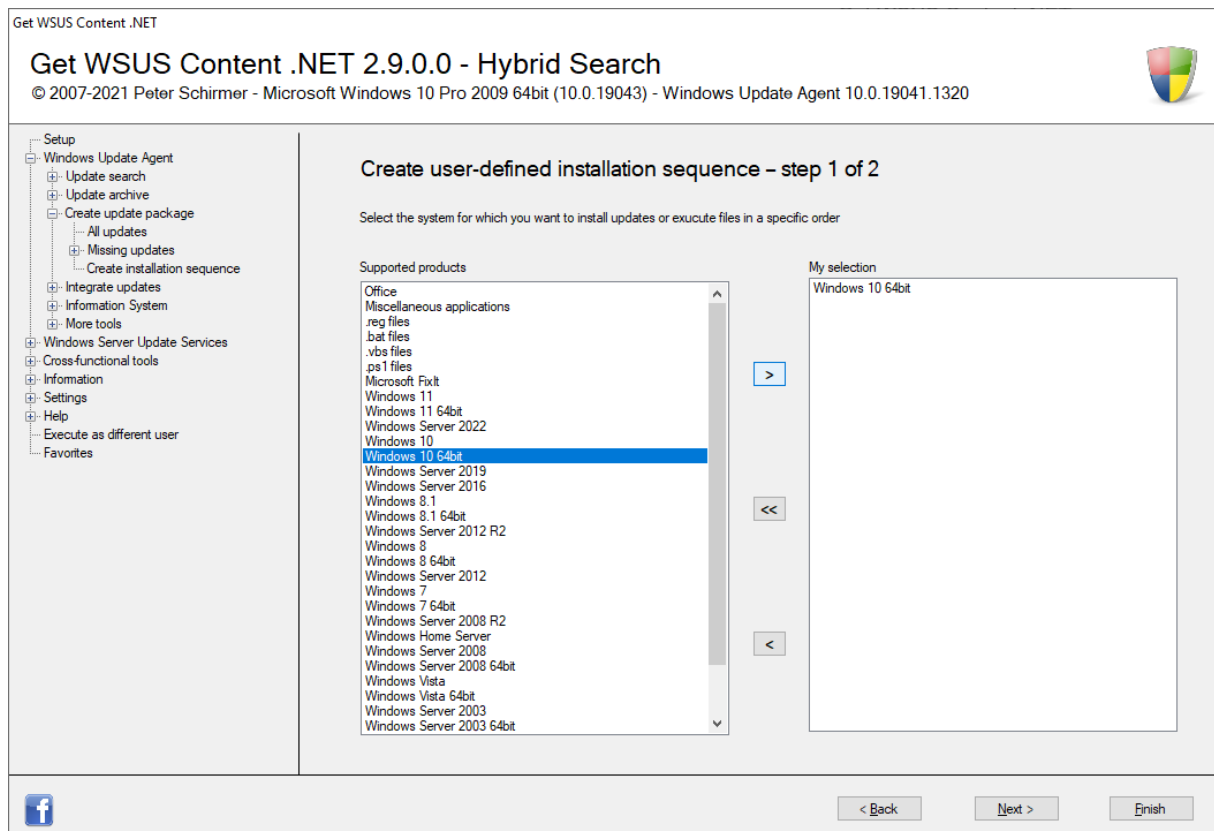 Get WSUS Content .NET
Get WSUS Content .NET 2.9.0.0 - Hybrid Search
© 2007-2021 Peter Schirmer - Microsoft Windows 10 Pro 2009 64bit (10.0.19043) - Windows Update Agent 10.0.19041.1320
Setup
Windows Update Agent
Update search
Update archive
Create update package
All updates
Missing updates
Create installation sequence
Integrate updates
Information System
More tools
Windows Server Update Services
Cross-functional tools
Information
Settings
Help
Execute as different user
Favorites
Create user-defined installation sequence – step 1 of 2
Select the system for which you want to install updates or exucute files in a specific order
Supported products
Office
Miscellaneous applications
.reg files
.bat files
.vbs files
.ps1 files
Microsoft FixIt
Windows 11
Windows 11 64bit
Windows Server 2022
Windows 10
Windows 10 64bit
Windows Server 2019
Windows Server 2016
Windows 8.1
Windows 8.1 64bit
Windows Server 2012 R2
Windows 8
Windows 8 64bit
Windows Server 2012
Windows 7
Windows 7 64bit
Windows Server 2008 R2
Windows Home Server
Windows Server 2008
Windows Server 2008 64bit
Windows Vista
Windows Vista 64bit
Windows Server 2003
Windows Server 2003 64bit
>
<<
<
My selection
Windows 10 64bit
f
< Back
Next >
Finish